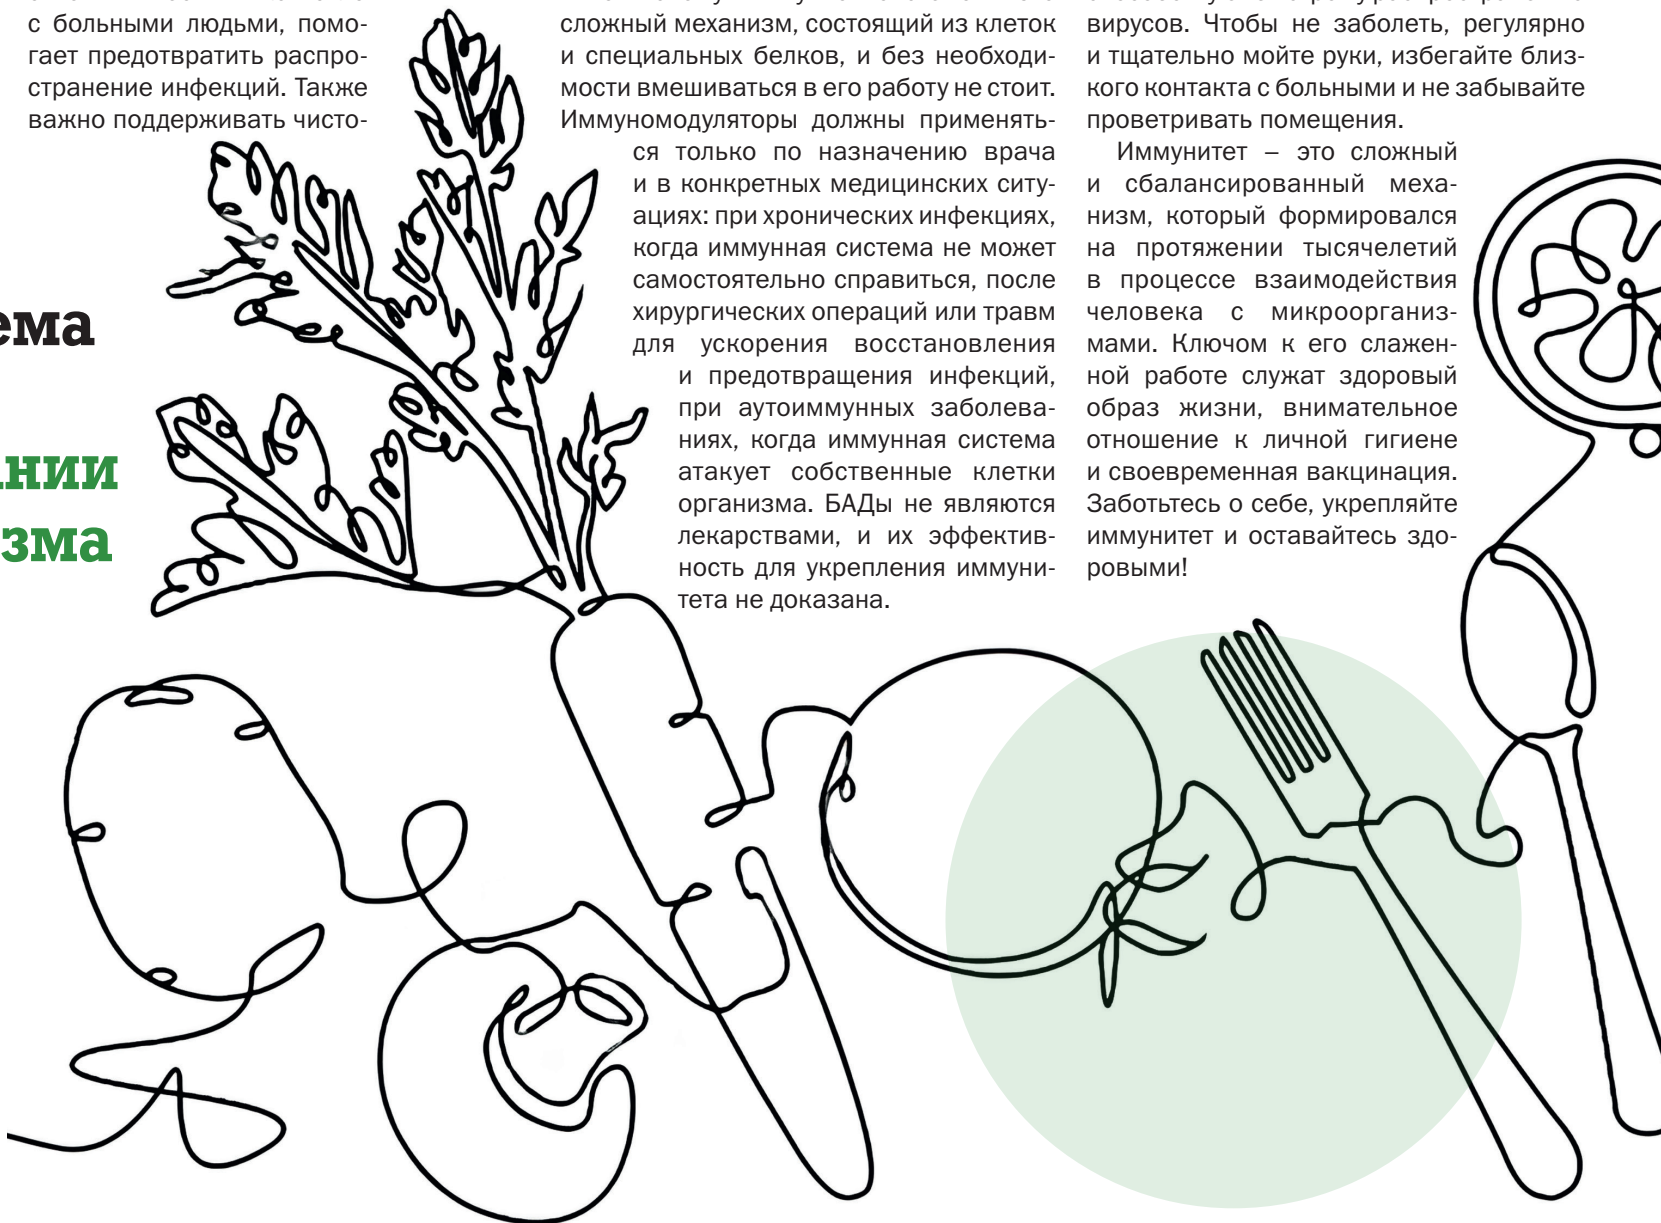 с больными людьми, помо-
гает предотвратить распро-
странение инфекций. Также
важно поддерживать чисто-
ема
ании
изма
сложный механизм, состоящий из клеток
и специальных белков, и без необходи-
мости вмешиваться в его работу не стоит.
Иммуномодуляторы должны применять-
ся только по назначению врача
и в конкретных медицинских ситу-
ациях: при хронических инфекциях,
когда иммунная система не может
самостоятельно справиться, после
хирургических операций или травм
для ускорения восстановления
и предотвращения инфекций,
при аутоиммунных заболева-
ниях, когда иммунная система
атакует собственные клетки
организма. БАДы не являются
лекарствами, и их эффектив-
ность для укрепления иммуни-
тета не доказана.
вирусов. Чтобы не заболеть, регулярно
и тщательно мойте руки, избегайте близ-
кого контакта с больными и не забывайте
проветривать помещения.
Иммунитет – это сложный
и сбалансированный меха-
низм, который формировался
на протяжении тысячелетий
в процессе взаимодействия
человека с микроорганиз-
мами. Ключом к его слажен-
ной работе служат здоровый
образ жизни, внимательное
отношение к личной гигиене
и своевременная вакцинация.
Заботьтесь о себе, укрепляйте
иммунитет и оставайтесь здо-
ровыми!